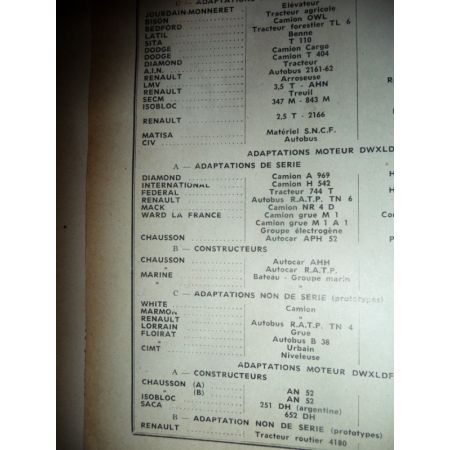 ADAPTATIONS
Élévateur
JOURDAIN-MONNERET Tracteur agricole
BISON Camion OWL
BEDFORD Tracteur forestier TL 6
LATIL Benne
SITA T 110
DODGE Camion Cargo
DODGE Camion T 404
DIAMOND Tracteur
A.I.N. Autobus 2161-62
RENAULT Arroseuse
LMV 3,5 T - AHN
RENAULT Treuil
SECM 347 M - 843 M
ISOBLOC
RENAULT 2,5 T - 2166
MATISA Matériel S.N.C.F.
CIV Autobus
ADAPTATIONS MOTEUR DWXLD
A — ADAPTATIONS DE SERIE
DIAMOND Camion A 969
INTERNATIONAL Camion H 542
FEDERAL Tracteur 744 T
RENAULT Autobus R.A.T.P. TN 6
MACK Camion NR 4 D
WARD LA FRANCE Camion grue M 1
Camion grue M 1 A 1
Groupe électrogène
CHAUSSON Autocar APH 52
B — CONSTRUCTEURS
CHAUSSON Autocar AHH
" Autocar R.A.T.P.
MARINE Bateau - Groupe marin
C — ADAPTATIONS NON DE SERIE (prototypes)
WHITE Camion
MARMON "
RENAULT Autobus R.A.T.P. TN 4
LORRAIN Grue
FLOIRAT Autobus B 38
" Urbain
CIMT Niveleuse
ADAPTATIONS MOTEUR DWXLDF
A — CONSTRUCTEURS
CHAUSSON (A) AN 52
" (B) AN 52
ISOBLOC 251 DH (argentine)
SACA 652 DH
B — ADAPTATION NON DE SERIE (prototypes)
RENAULT Tracteur routier 4180